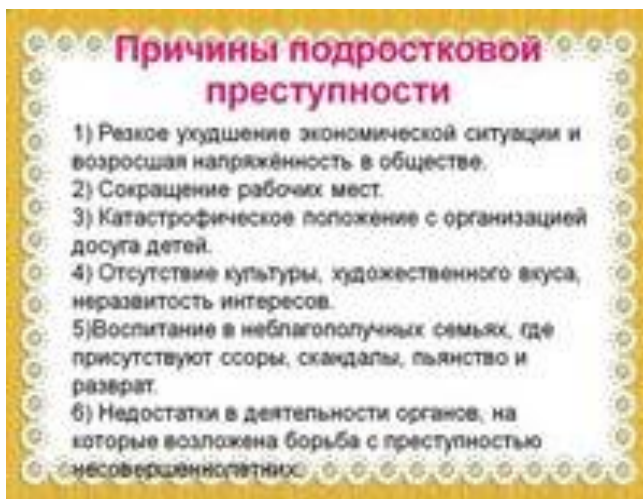 Причины подростковой
преступности
1) Резкое ухудшение экономической ситуации и
возросшая напряжённость в обществе.
2) Сокращение рабочих мест.
3) Катастрофическое положение с организацией
досуга детей.
4) Отсутствие культуры, художественного вкуса,
неразвитость интересов.
5)Воспитание в неблагополучных семьях, где
присутствуют ссоры, скандалы, пьянство и
разврат.
6) Недостатки в деятельности органов, на
которые возложена борьба с преступностью
несовершеннолетних.